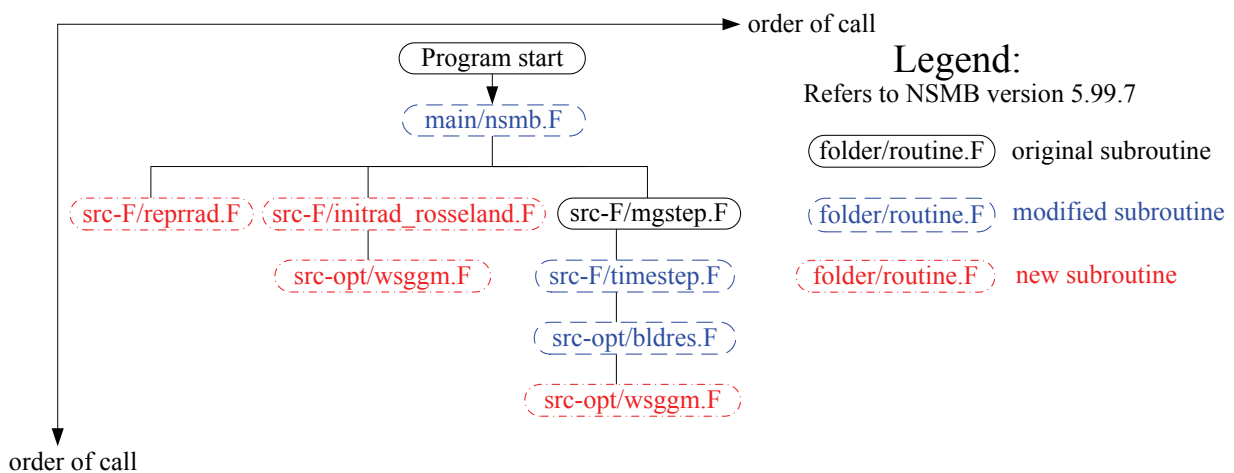 order of call
Program start
Legend:
Refers to NSMB version 5.99.7
main/nsmb.F
folder/routine.F original subroutine
src-F/reprrad.F src-F/initrad_rosseland.F src-F/mgstep.F
folder/routine.F modified subroutine
src-opt/wsggm.F src-F/timestep.F
folder/routine.F new subroutine
src-opt/bldres.F
src-opt/wsggm.F
order of call